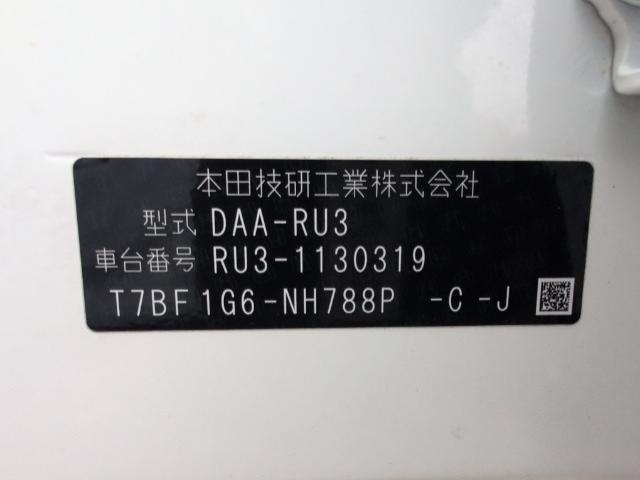 本田技研工業株式会社
型式 DAA-RU3
車台番号 RU3-1130319
T7BF1G6-NH788P -C-J